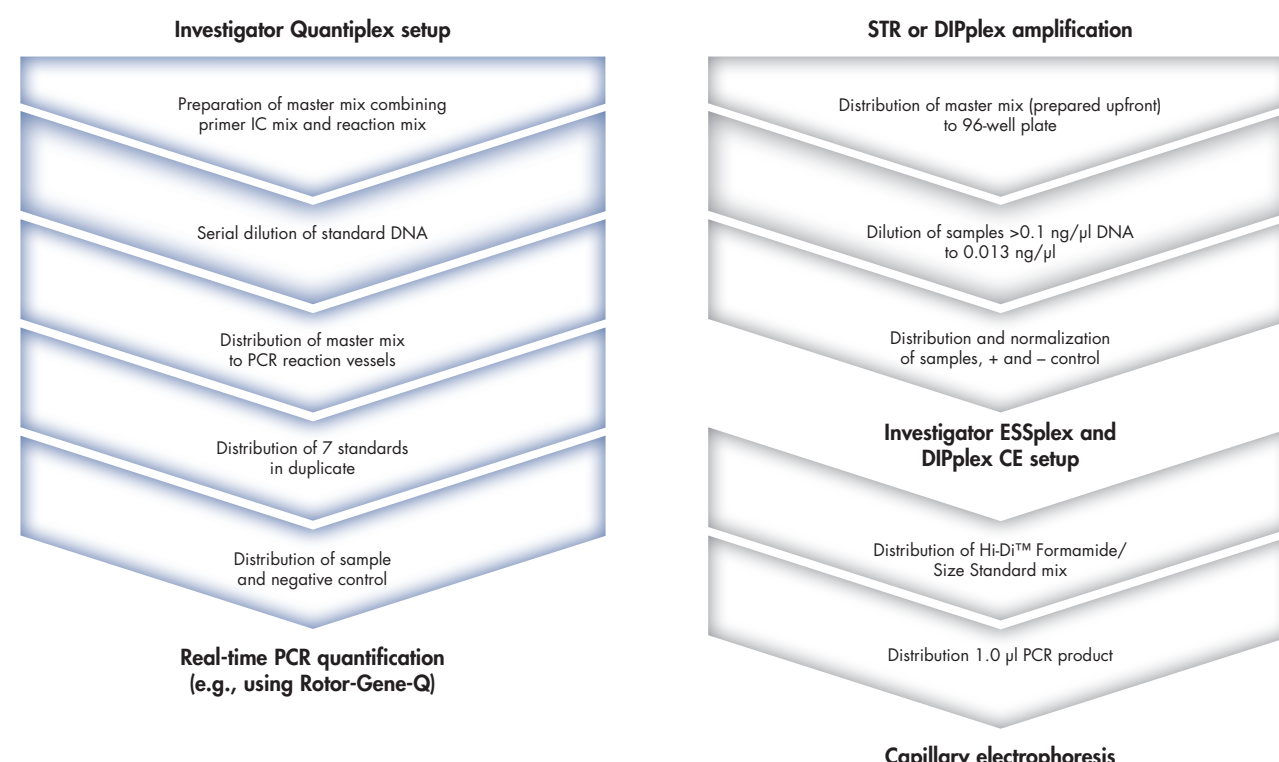 Investigator Quantiplex setup
Preparation of master mix combining
primer IC mix and reaction mix
Serial dilution of standard DNA
Distribution of master mix
to PCR reaction vessels
Distribution of 7 standards
in duplicate
Distribution of sample
and negative control
Real-time PCR quantification
(e.g., using Rotor-Gene-Q)
STR or DIPplex amplification
Distribution of master mix (prepared upfront)
to 96-well plate
Dilution of samples >0.1 ng/µl DNA
to 0.013 ng/µl
Distribution and normalization
of samples, + and – control
Investigator ESSplex and
DIPplex CE setup
Distribution of Hi-Di™ Formamide/
Size Standard mix
Distribution 1.0 µl PCR product
Capillary electrophoresis